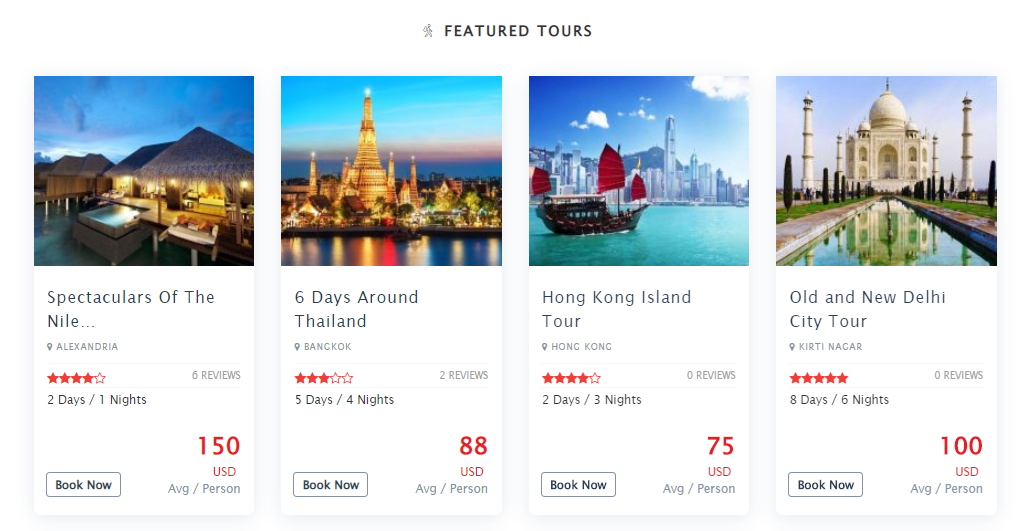 FEATURED TOURS
Spectaculars Of The
Nile...
ALEXANDRIA
6 REVIEWS
2 Days / 1 Nights
150
USD
Book Now
Avg / Person
6 Days Around
Thailand
BANGKOK
2 REVIEWS
5 Days / 4 Nights
88
USD
Book Now
Avg / Person
Hong Kong Island
Tour
HONG KONG
0 REVIEWS
2 Days / 3 Nights
75
USD
Book Now
Avg / Person
Old and New Delhi
City Tour
KIRTI NAGAR
0 REVIEWS
8 Days / 6 Nights
100
USD
Book Now
Avg / Person